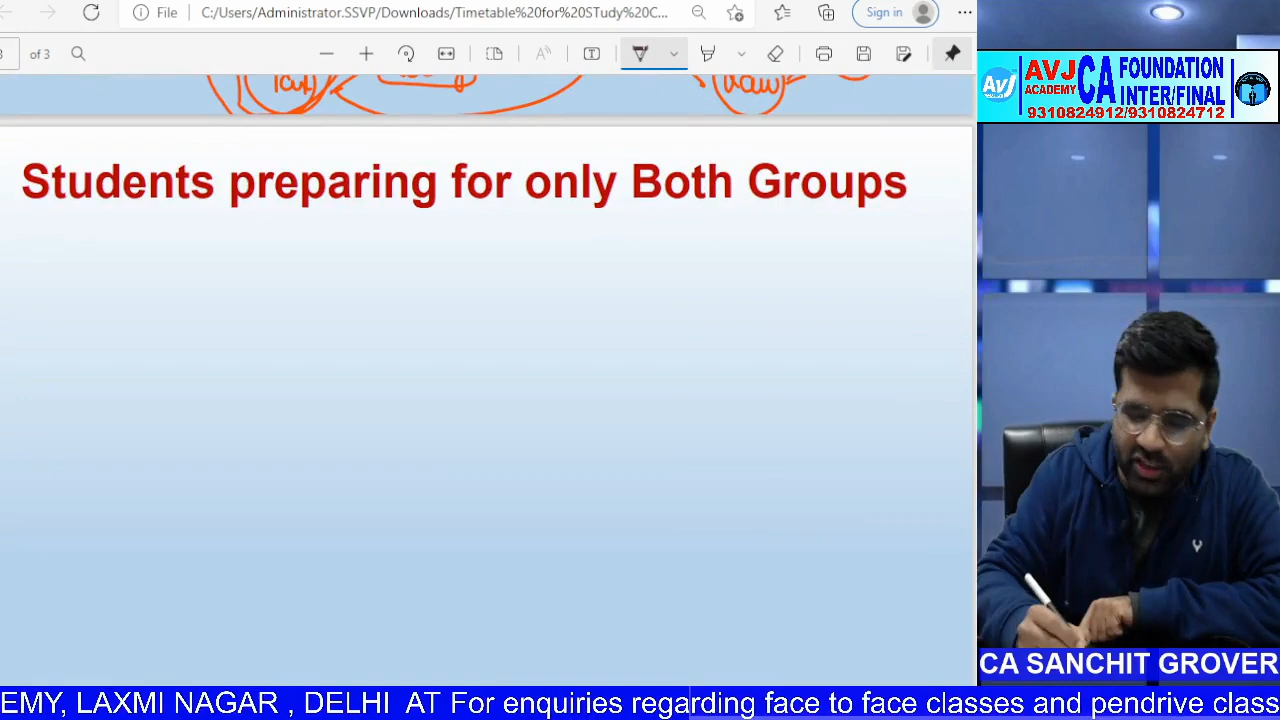 File C:/Users/Administrator.SSVP/Downloads/Timetable%20for%20STudy%20C... Sign in
3 of 3
Students preparing for only Both Groups
AVJ ACADEMY CA FOUNDATION INTER/FINAL
9310824912/9310824712
CA SANCHIT GROVER
EMY, LAXMI NAGAR , DELHI AT For enquiries regarding face to face classes and pendrive class